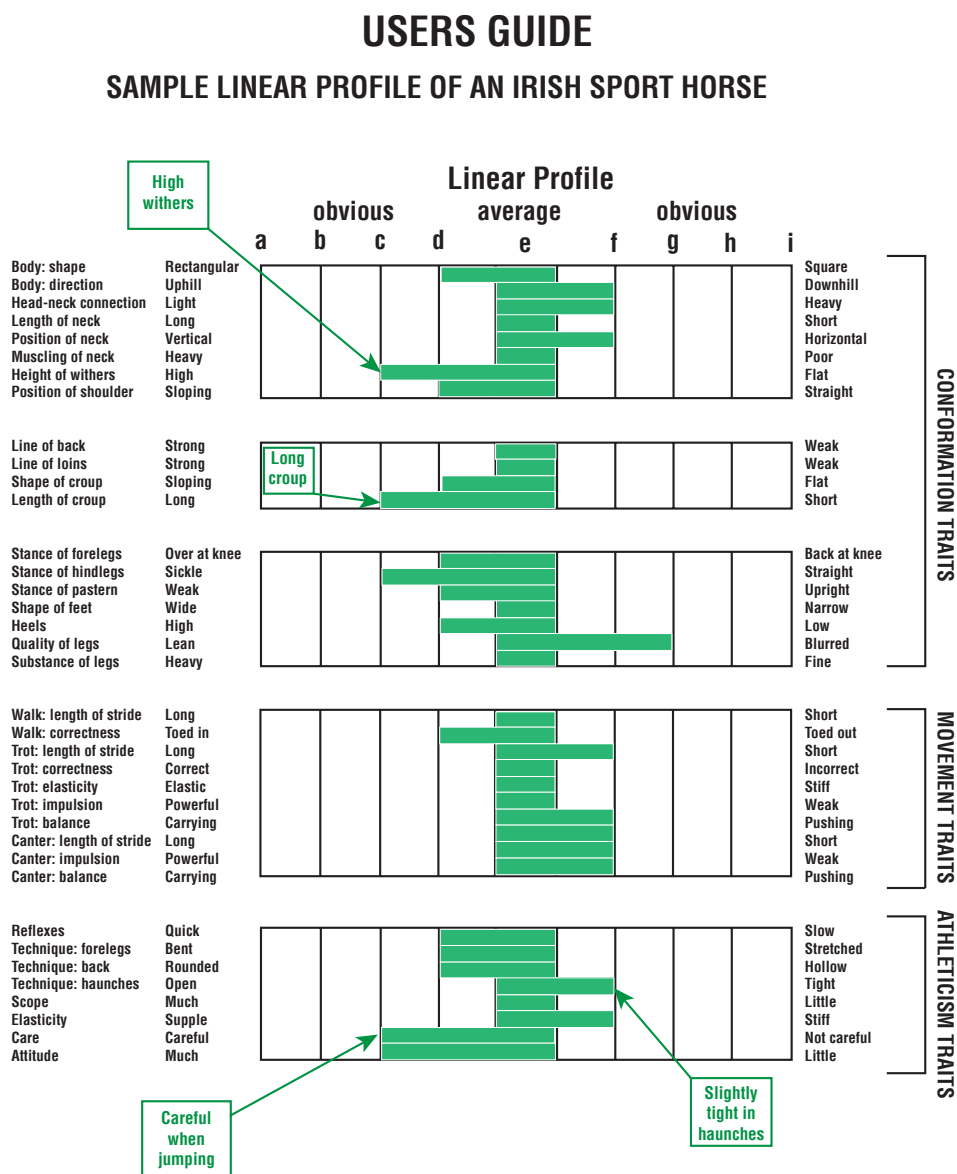 USERS GUIDE
SAMPLE LINEAR PROFILE OF AN IRISH SPORT HORSE
High
withers
Linear Profile
obvious average obvious
a b c d e f g h i
Body: shape Rectangular Square
Body: direction Uphill Downhill
Head-neck connection Light Heavy
Length of neck Long Short
Position of neck Vertical Horizontal
Muscling of neck Heavy Poor
Height of withers High Flat
Position of shoulder Sloping Straight
Line of back Strong Weak
Line of loins Strong Weak
Shape of croup Sloping Flat
Length of croup Long Short
Long
croup
Stance of forelegs Over at knee Back at knee
Stance of hindlegs Sickle Straight
Stance of pastern Weak Upright
Shape of feet Wide Narrow
Heels High Low
Quality of legs Lean Blurred
Substance of legs Heavy Fine
CONFORMATION TRAITS
Walk: length of stride Long Short
Walk: correctness Toed in Toed out
Trot: length of stride Long Short
Trot: correctness Correct Incorrect
Trot: elasticity Elastic Stiff
Trot: impulsion Powerful Weak
Trot: balance Carrying Pushing
Canter: length of stride Long Short
Canter: impulsion Powerful Weak
Canter: balance Carrying Pushing
MOVEMENT TRAITS
Reflexes Quick Slow
Technique: forelegs Bent Stretched
Technique: back Rounded Hollow
Technique: haunches Open Tight
Scope Much Little
Elasticity Supple Stiff
Care Careful Not careful
Attitude Much Little
ATHLETICISM TRAITS
Careful
when
jumping
Slightly
tight in
haunches